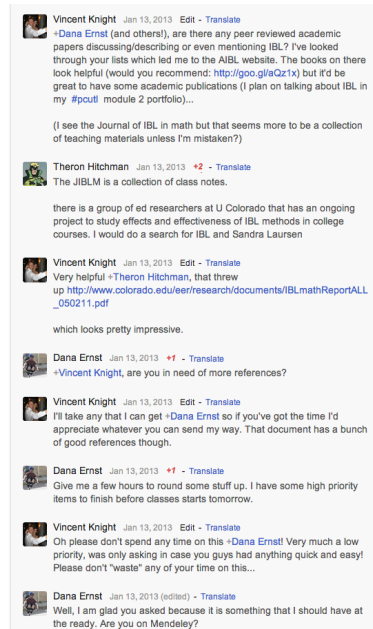 Vincent Knight Jan 13, 2013 Edit - Translate
+Dana Ernst (and others!), are there any peer reviewed academic
papers discussing/describing or even mentioning IBL? I've looked
through your lists which led me to the AIBL website. The books on there
look helpful (would you recommend: http://goo.gl/aQz1x) but it'd be
great to have some academic publications (I plan on talking about IBL in
my #pcutl module 2 portfolio)...
(I see the Journal of IBL in math but that seems more to be a collection
of teaching materials unless I'm mistaken?)
Theron Hitchman Jan 13, 2013 +2 - Translate
The JIBLM is a collection of class notes.
there is a group of ed researchers at U Colorado that has an ongoing
project to study effects and effectiveness of IBL methods in college
courses. I would do a search for IBL and Sandra Laursen
Vincent Knight Jan 13, 2013 Edit - Translate
Very helpful +Theron Hitchman, that threw
up http://www.colorado.edu/eer/research/documents/IBLmathReportALL
_050211.pdf
which looks pretty impressive.
Dana Ernst Jan 13, 2013 +1 - Translate
+Vincent Knight, are you in need of more references?
Vincent Knight Jan 13, 2013 Edit - Translate
I'll take any that I can get +Dana Ernst so if you've got the time I'd
appreciate whatever you can send my way. That document has a bunch
of good references though.
Dana Ernst Jan 13, 2013 +1 - Translate
Give me a few hours to round some stuff up. I have some high priority
items to finish before classes starts tomorrow.
Vincent Knight Jan 13, 2013 Edit - Translate
Oh please don't spend any time on this +Dana Ernst! Very much a low
priority, was only asking in case you guys had anything quick and easy!
Please don't "waste" any of your time on this...
Dana Ernst Jan 13, 2013 (edited) - Translate
Well, I am glad you asked because it is something that I should have at
the ready. Are you on Mendeley?